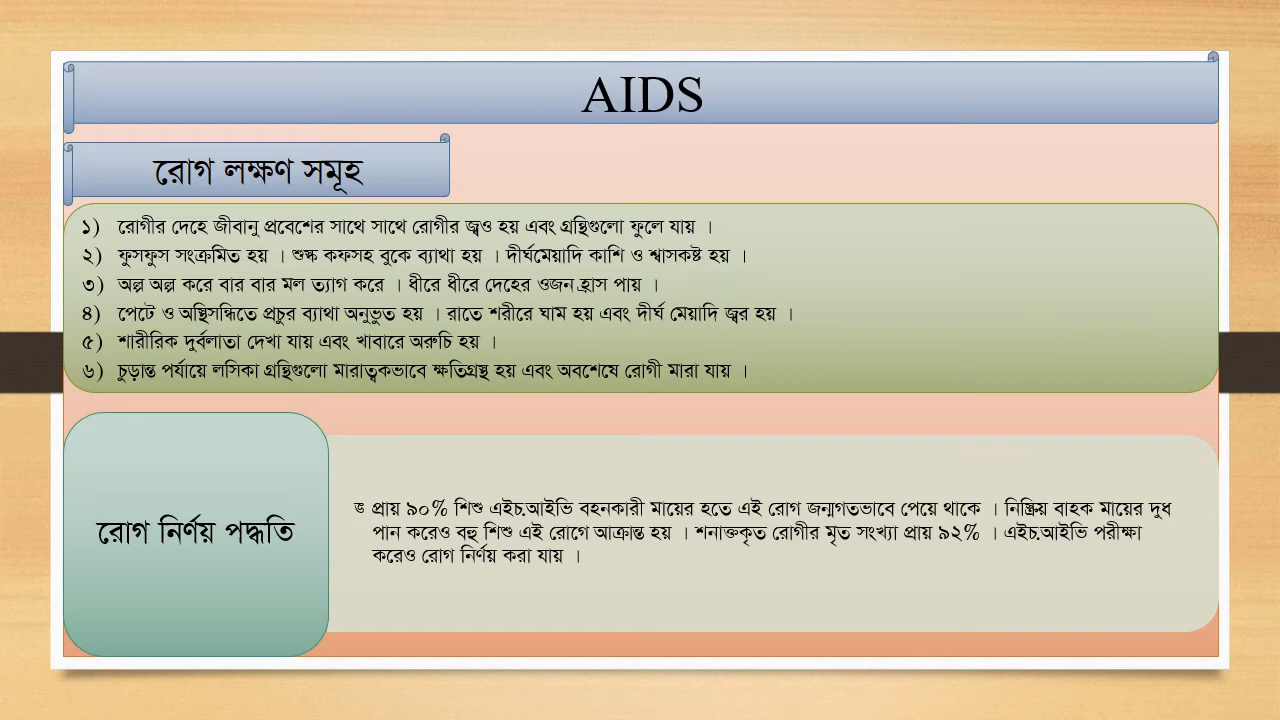 AIDS
রোগ লক্ষণ সমূহ
১) রোগীর দেহে জীবানু প্রবেশের সাথে সাথে রোগীর জ্বও হয় এবং গ্রন্থিগুলো ফুলে যায় ।
২) ফুসফুস সংক্রমিত হয় । শুষ্ক কফসহ বুকে ব্যাথা হয় । দীর্ঘমেয়াদি কাশি ও শ্বাসকষ্ট হয় ।
৩) অল্প অল্প করে বার বার মল ত্যাগ করে । ধীরে ধীরে দেহের ওজন হ্রাস পায় ।
৪) পেটে ও অস্থিসন্ধিতে প্রচুর ব্যাথা অনুভুত হয় । রাতে শরীরে ঘাম হয় এবং দীর্ঘ মেয়াদি জ্বর হয় ।
৫) শারীরিক দুর্বলাতা দেখা যায় এবং খাবারে অরুচি হয় ।
৬) চুড়ান্ত পর্যায়ে লসিকা গ্রন্থিগুলো মারাত্বকভাবে ক্ষতিগ্রস্থ হয় এবং অবশেষে রোগী মারা যায় ।
রোগ নির্ণয় পদ্ধতি
ঙ প্রায় ৯০% শিশু এইচ.আইভি বহনকারী মায়ের হতে এই রোগ জন্মগতভাবে পেয়ে থাকে । নিষ্ক্রিয় বাহক মায়ের দুধ
পান করেও বহু শিশু এই রোগে আক্রান্ত হয় । শনাক্তকৃত রোগীর মৃত সংখ্যা প্রায় ৯২% । এইচ.আইভি পরীক্ষা
করেও রোগ নির্ণয় করা যায় ।